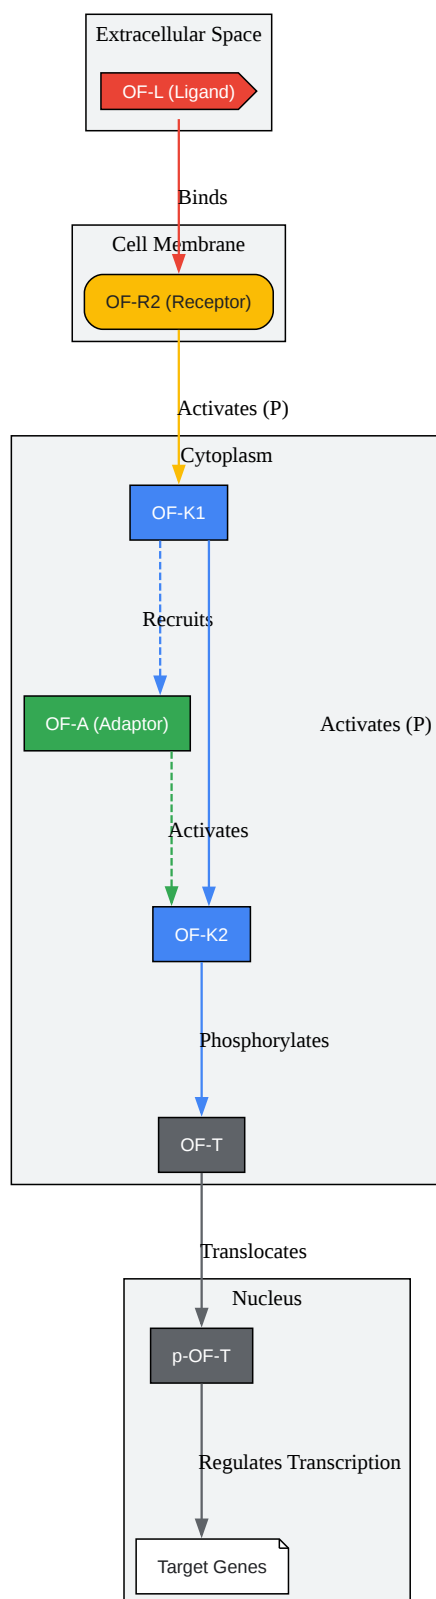 Extracellular Space
OF-L (Ligand)
Binds
Cell Membrane
OF-R2 (Receptor)
Activates (P)
Cytoplasm
OF-K1
Recruits
OF-A (Adaptor)
Activates (P)
Activates
OF-K2
Phosphorylates
OF-T
Translocates
Nucleus
p-OF-T
Regulates Transcription
Target Genes